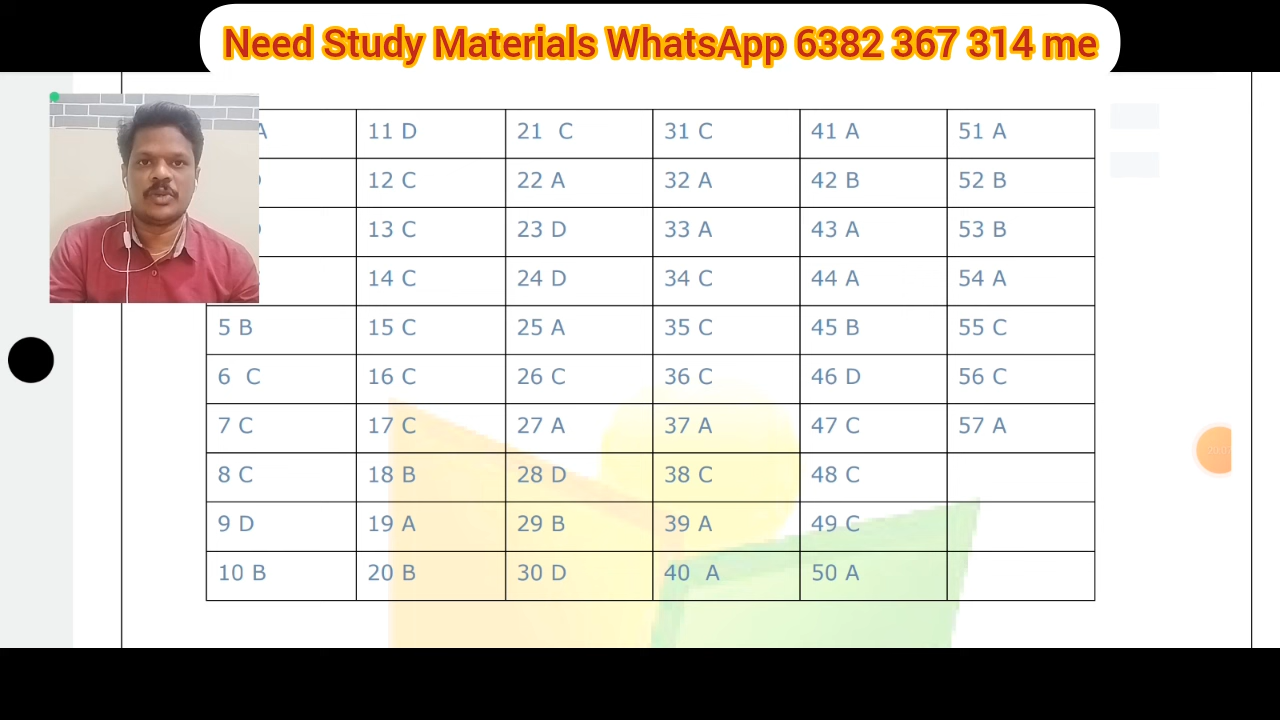 Need Study Materials WhatsApp 6382 367 314 me
A 11 D 21 C 31 C 41 A 51 A
12 C 22 A 32 A 42 B 52 B
13 C 23 D 33 A 43 A 53 B
14 C 24 D 34 C 44 A 54 A
5 B 15 C 25 A 35 C 45 B 55 C
6 C 16 C 26 C 36 C 46 D 56 C
7 C 17 C 27 A 37 A 47 C 57 A
8 C 18 B 28 D 38 C 48 C
9 D 19 A 29 B 39 A 49 C
10 B 20 B 30 D 40 A 50 A